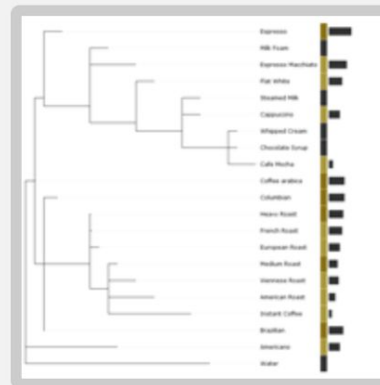 Espresso
Milk Foam
Espresso Macchiato
Flat White
Steamed Milk
Cappuccino
Whipped Cream
Chocolate Syrup
Cafe Mocha
Coffea arabica
Columbian
Heavy Roast
French Roast
European Roast
Medium Roast
Viennese Roast
American Roast
Instant Coffee
Brazilian
Americano
Water